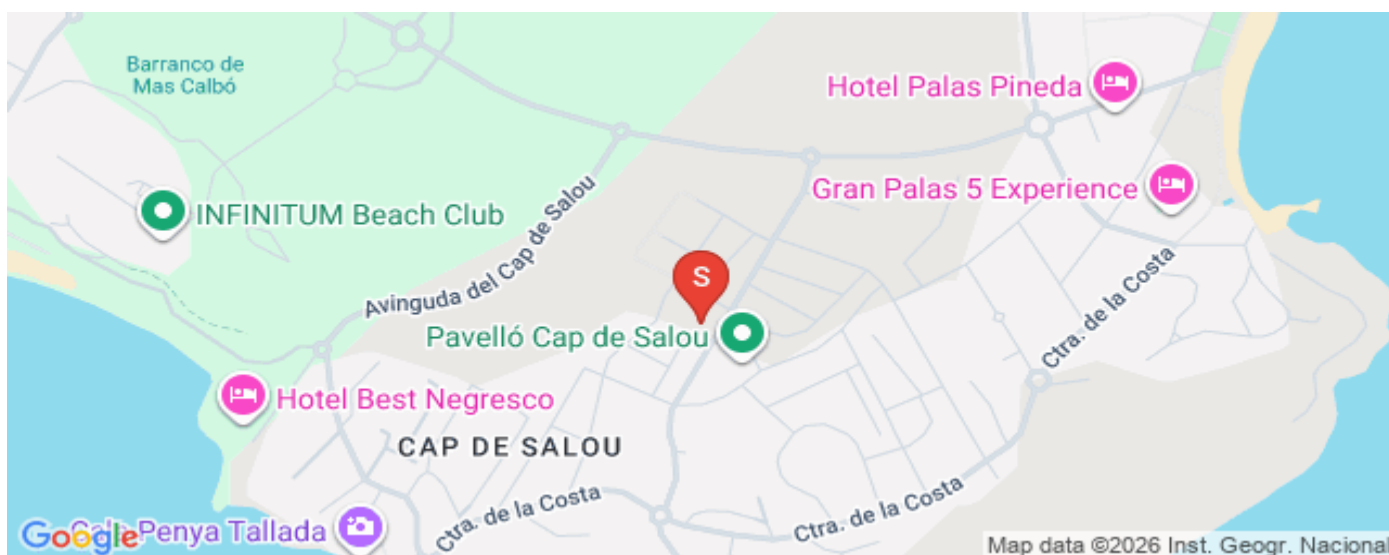 Barranco de
Mas Calbó
Hotel Palas Pineda
INFINITUM Beach Club
Gran Palas 5 Experience
Avinguda del Cap de Salou
S
Ctra. de la Costa
Pavelló Cap de Salou
Hotel Best Negresco
CAP DE SALOU
Ctra. de la Costa
Ctra. de la Costa
Google
Cala Penya Tallada
Map data ©2026 Inst. Geogr. Nacional